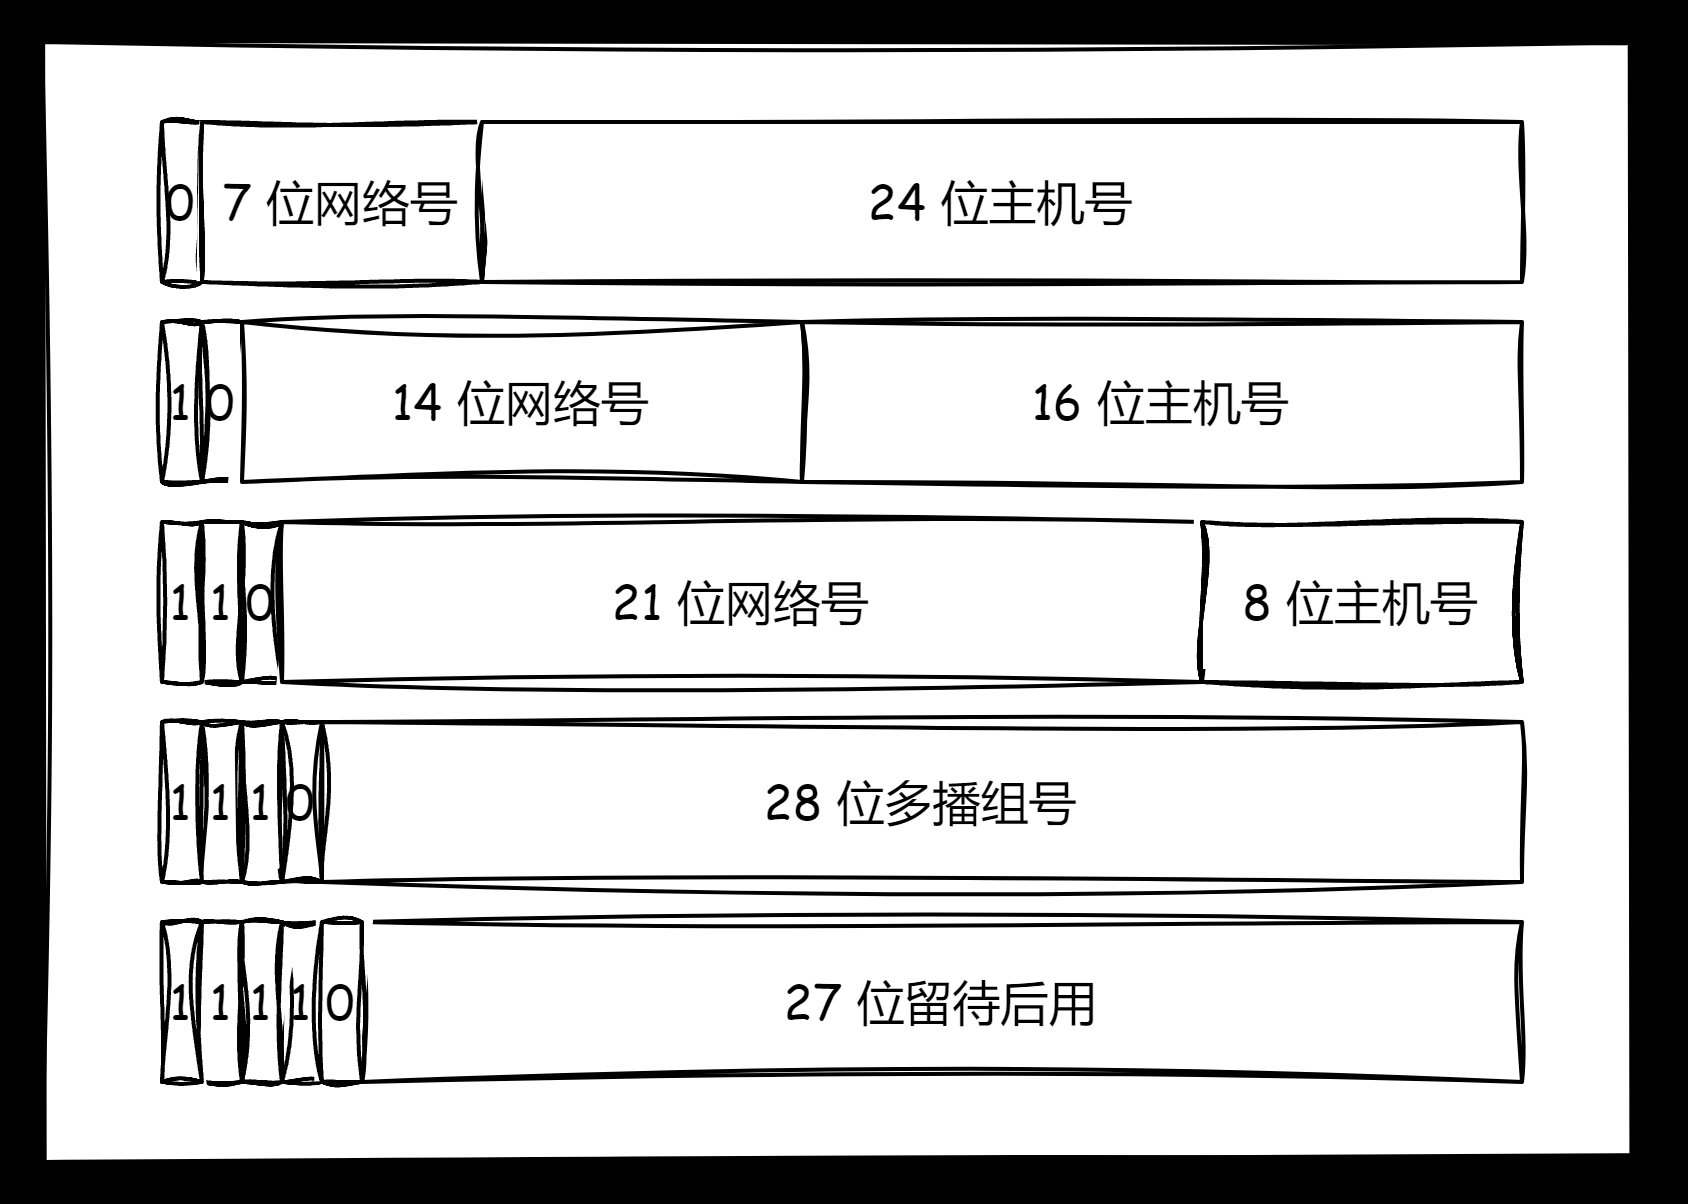 0 7 位网络号 24 位主机号
1 0 14 位网络号 16 位主机号
1 1 0 21 位网络号 8 位主机号
1 1 1 0 28 位多播组号
1 1 1 1 0 27 位留待后用